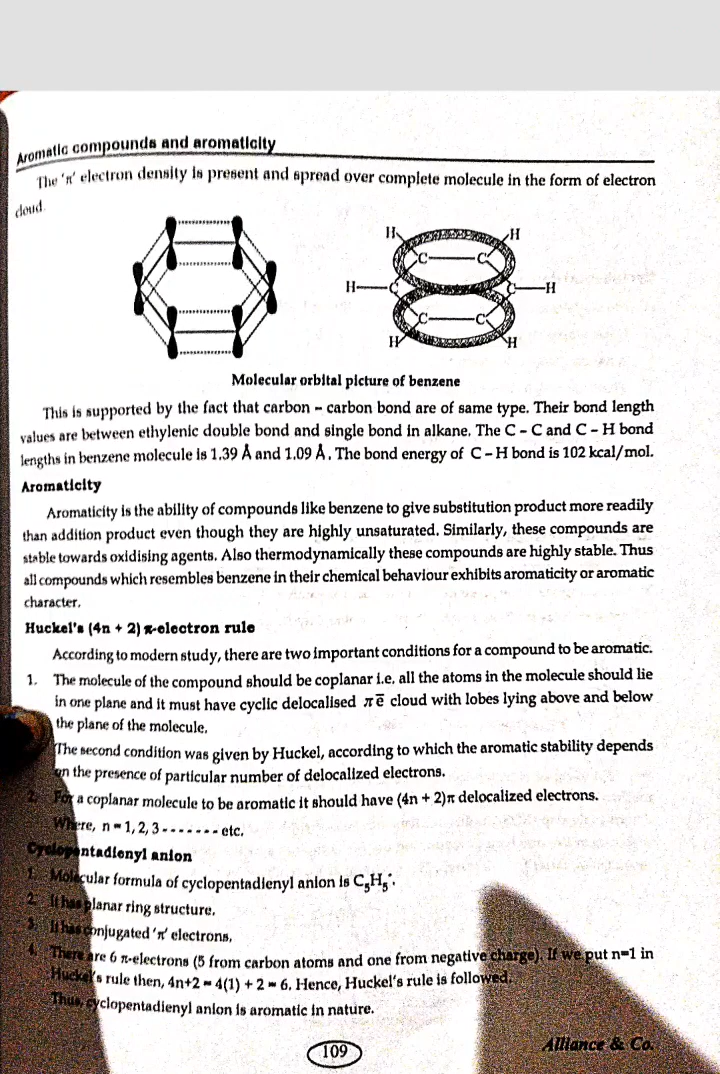 Aromatic compounds and aromaticity
The 'π' electron density is present and spread over complete molecule in the form of electron
cloud.
H H
C C
H C C H
C C
H H
Molecular orbital picture of benzene
This is supported by the fact that carbon – carbon bond are of same type. Their bond length
values are between ethylenic double bond and single bond in alkane. The C – C and C – H bond
lengths in benzene molecule is 1.39 Å and 1.09 Å. The bond energy of C – H bond is 102 kcal/mol.
Aromaticity
Aromaticity is the ability of compounds like benzene to give substitution product more readily
than addition product even though they are highly unsaturated. Similarly, these compounds are
stable towards oxidising agents. Also thermodynamically these compounds are highly stable. Thus
all compounds which resembles benzene in their chemical behaviour exhibits aromaticity or aromatic
character.
Huckel's (4n + 2) π-electron rule
According to modern study, there are two important conditions for a compound to be aromatic.
1. The molecule of the compound should be coplanar i.e. all the atoms in the molecule should lie
in one plane and it must have cyclic delocalised π ē cloud with lobes lying above and below
the plane of the molecule.
The second condition was given by Huckel, according to which the aromatic stability depends
on the presence of particular number of delocalized electrons.
2. For a coplanar molecule to be aromatic it should have (4n + 2)π delocalized electrons.
Where, n = 1, 2, 3 - - - - - - - etc.
Cyclopentadienyl anion
1. Molecular formula of cyclopentadienyl anion is C₅H₅⁻.
2. It has planar ring structure.
3. It has conjugated 'π' electrons.
4. There are 6 π-electrons (5 from carbon atoms and one from negative charge). If we put n=1 in
Huckel's rule then, 4n+2 = 4(1) + 2 = 6. Hence, Huckel's rule is followed.
Thus, cyclopentadienyl anion is aromatic in nature.
109
Alliance & Co.